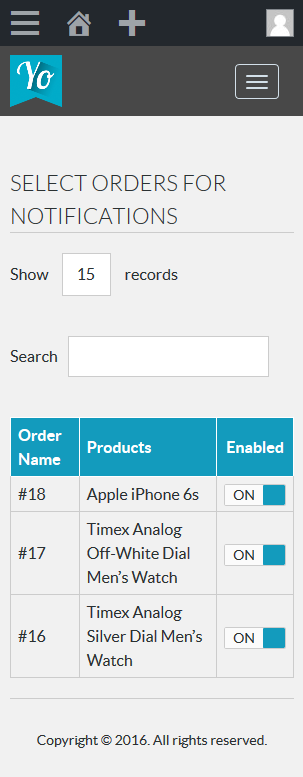 Yo
SELECT ORDERS FOR
NOTIFICATIONS
Show 15 records
Search
Order
Name
Products
Enabled
#18
Apple iPhone 6s
ON
#17
Timex Analog
Off-White Dial
Men’s Watch
ON
#16
Timex Analog
Silver Dial Men’s
Watch
ON
Copyright © 2016. All rights reserved.